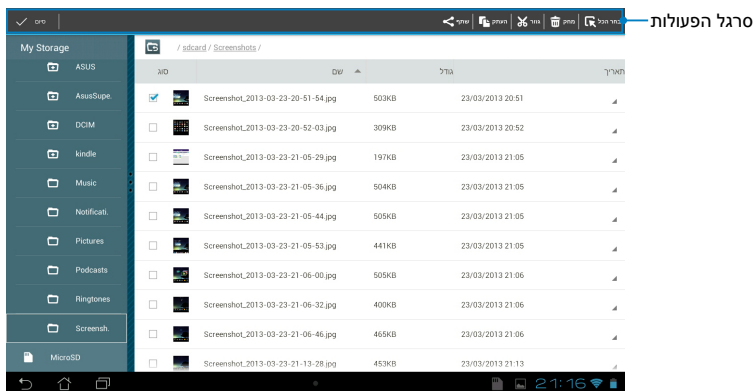 סרגל הפעולות
סיום
שתף | העתק | גזור | מחק | בחר הכל
My Storage
/ sdcard / Screenshots /
ASUS
AsusSupe.
DCIM
kindle
Music
Notificati.
Pictures
Podcasts
Ringtones
Screensh.
MicroSD
סוג שם גודל תאריך
Screenshot_2013-03-23-20-51-54.jpg 503KB 23/03/2013 20:51
Screenshot_2013-03-23-20-52-03.jpg 309KB 23/03/2013 20:52
Screenshot_2013-03-23-21-05-29.jpg 197KB 23/03/2013 21:05
Screenshot_2013-03-23-21-05-36.jpg 504KB 23/03/2013 21:05
Screenshot_2013-03-23-21-05-44.jpg 505KB 23/03/2013 21:05
Screenshot_2013-03-23-21-05-53.jpg 441KB 23/03/2013 21:05
Screenshot_2013-03-23-21-06-00.jpg 505KB 23/03/2013 21:06
Screenshot_2013-03-23-21-06-32.jpg 400KB 23/03/2013 21:06
Screenshot_2013-03-23-21-06-46.jpg 465KB 23/03/2013 21:06
Screenshot_2013-03-23-21-13-28.jpg 453KB 23/03/2013 21:13
21:16